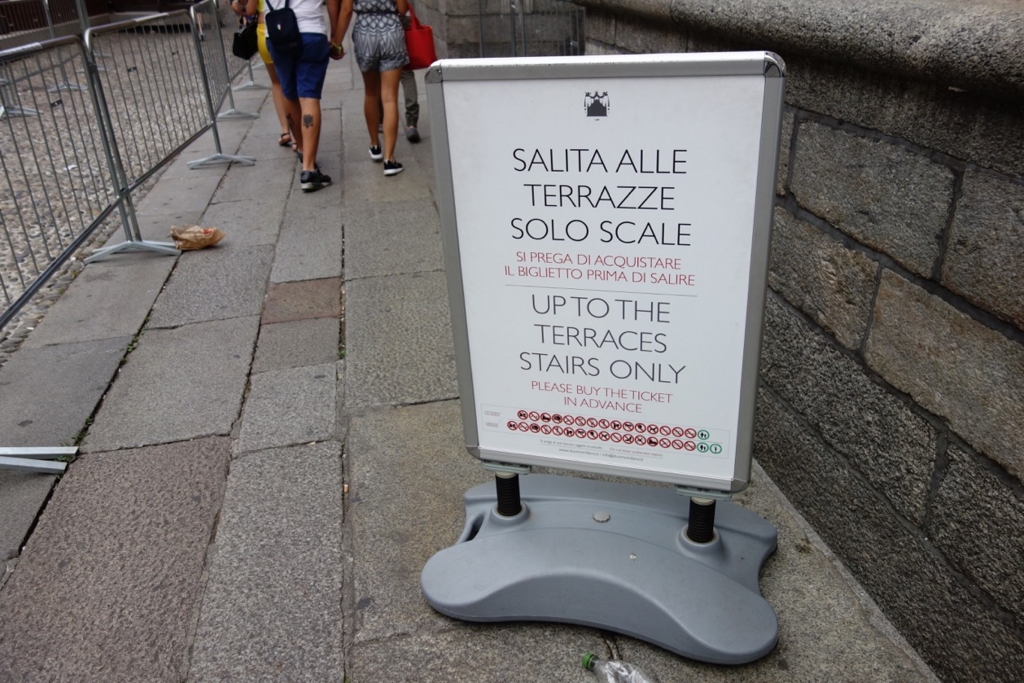 SALITA ALLE
TERRAZZE
SOLO SCALE
SI PREGA DI ACQUISTARE
IL BIGLIETTO PRIMA DI SALIRE
UP TO THE
TERRACES
STAIRS ONLY
PLEASE BUY THE TICKET
IN ADVANCE